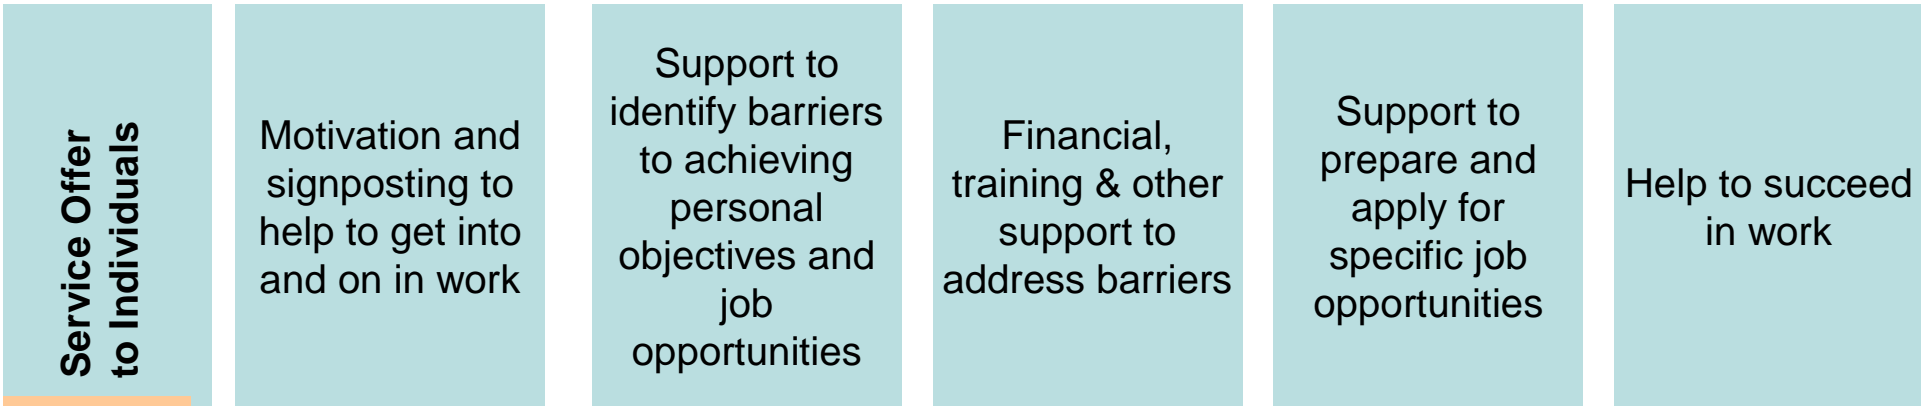 Service Offer
to Individuals
Motivation and
signposting to
help to get into
and on in work
Support to
identify barriers
to achieving
personal
objectives and
job
opportunities
Financial,
training & other
support to
address barriers
Support to
prepare and
apply for
specific job
opportunities
Help to succeed
in work